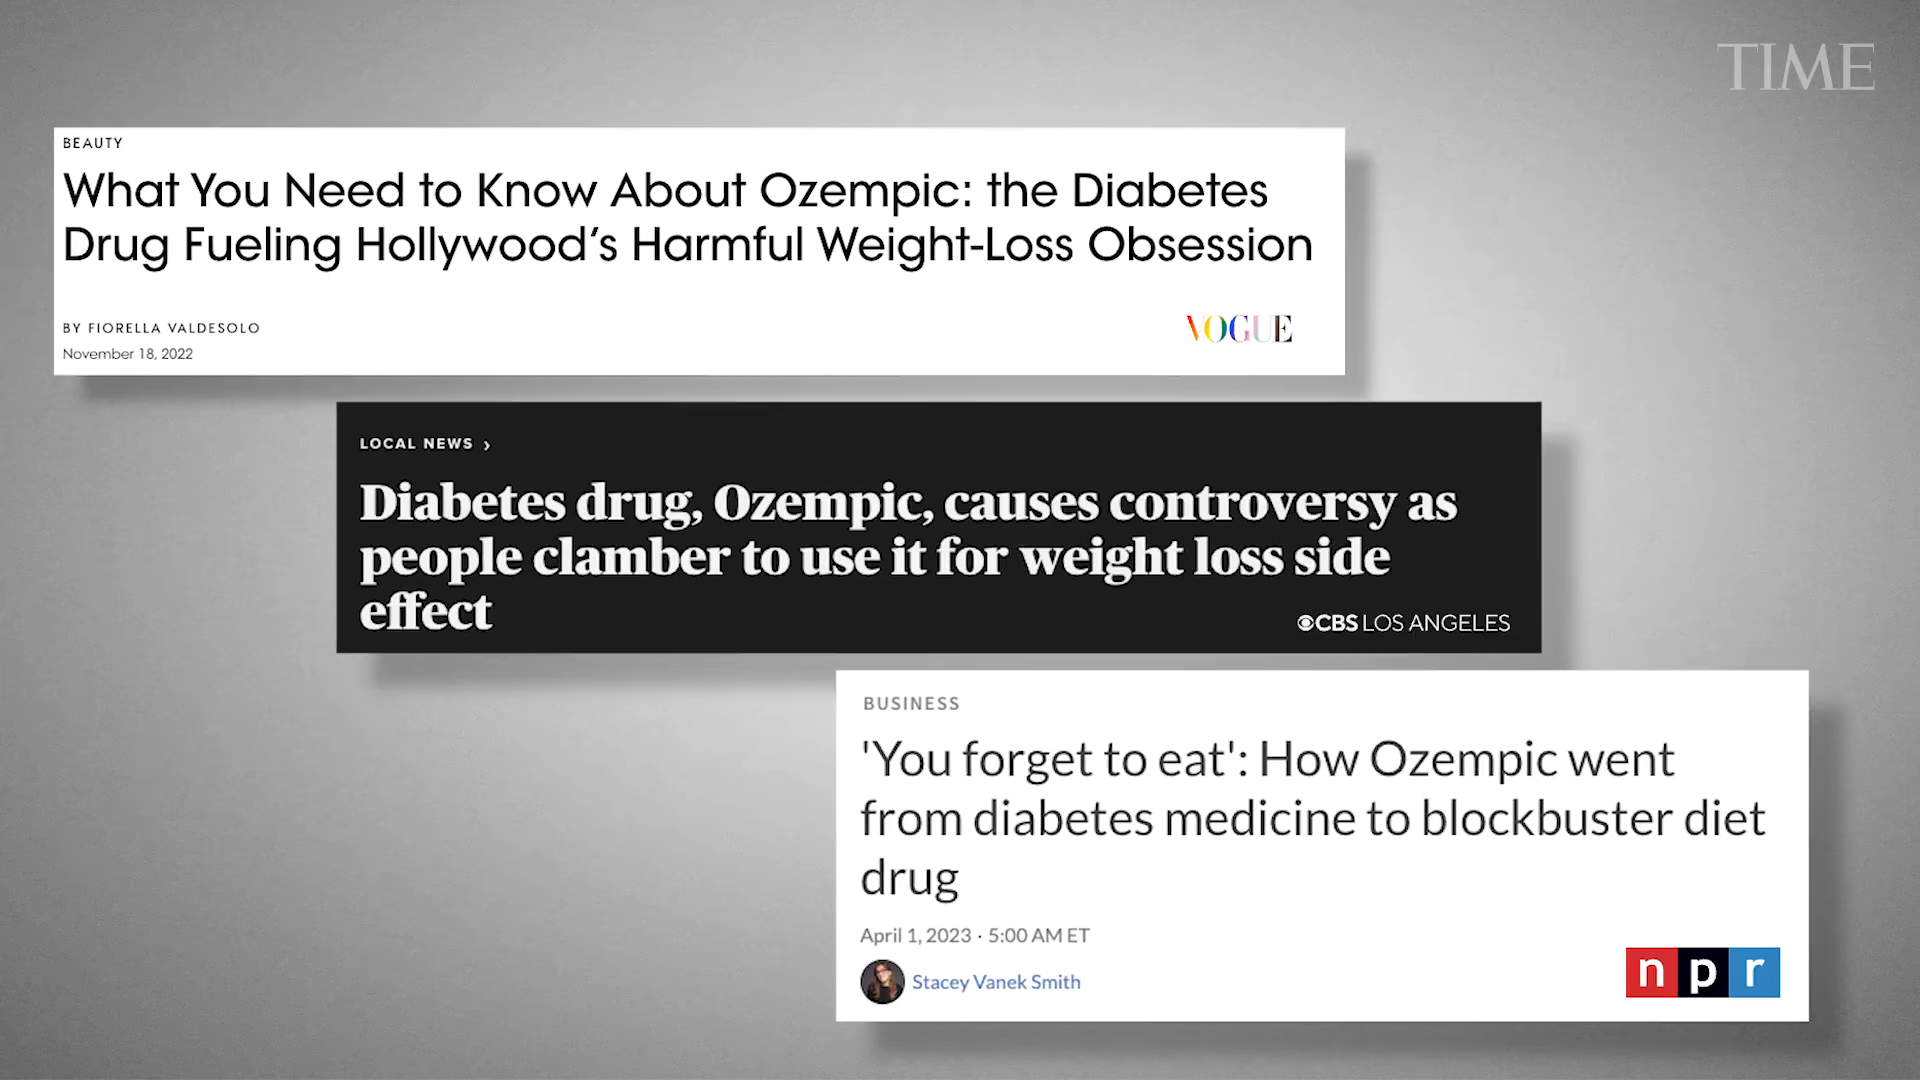 TIME
BEAUTY
What You Need to Know About Ozempic: the Diabetes
Drug Fueling Hollywood’s Harmful Weight-Loss Obsession
BY FIORELLA VALDESOLO
November 18, 2022
VOGUE
LOCAL NEWS ›
Diabetes drug, Ozempic, causes controversy as
people clamber to use it for weight loss side
effect
CBS LOS ANGELES
BUSINESS
'You forget to eat': How Ozempic went
from diabetes medicine to blockbuster diet
drug
April 1, 2023 · 5:00 AM ET
Stacey Vanek Smith
npr